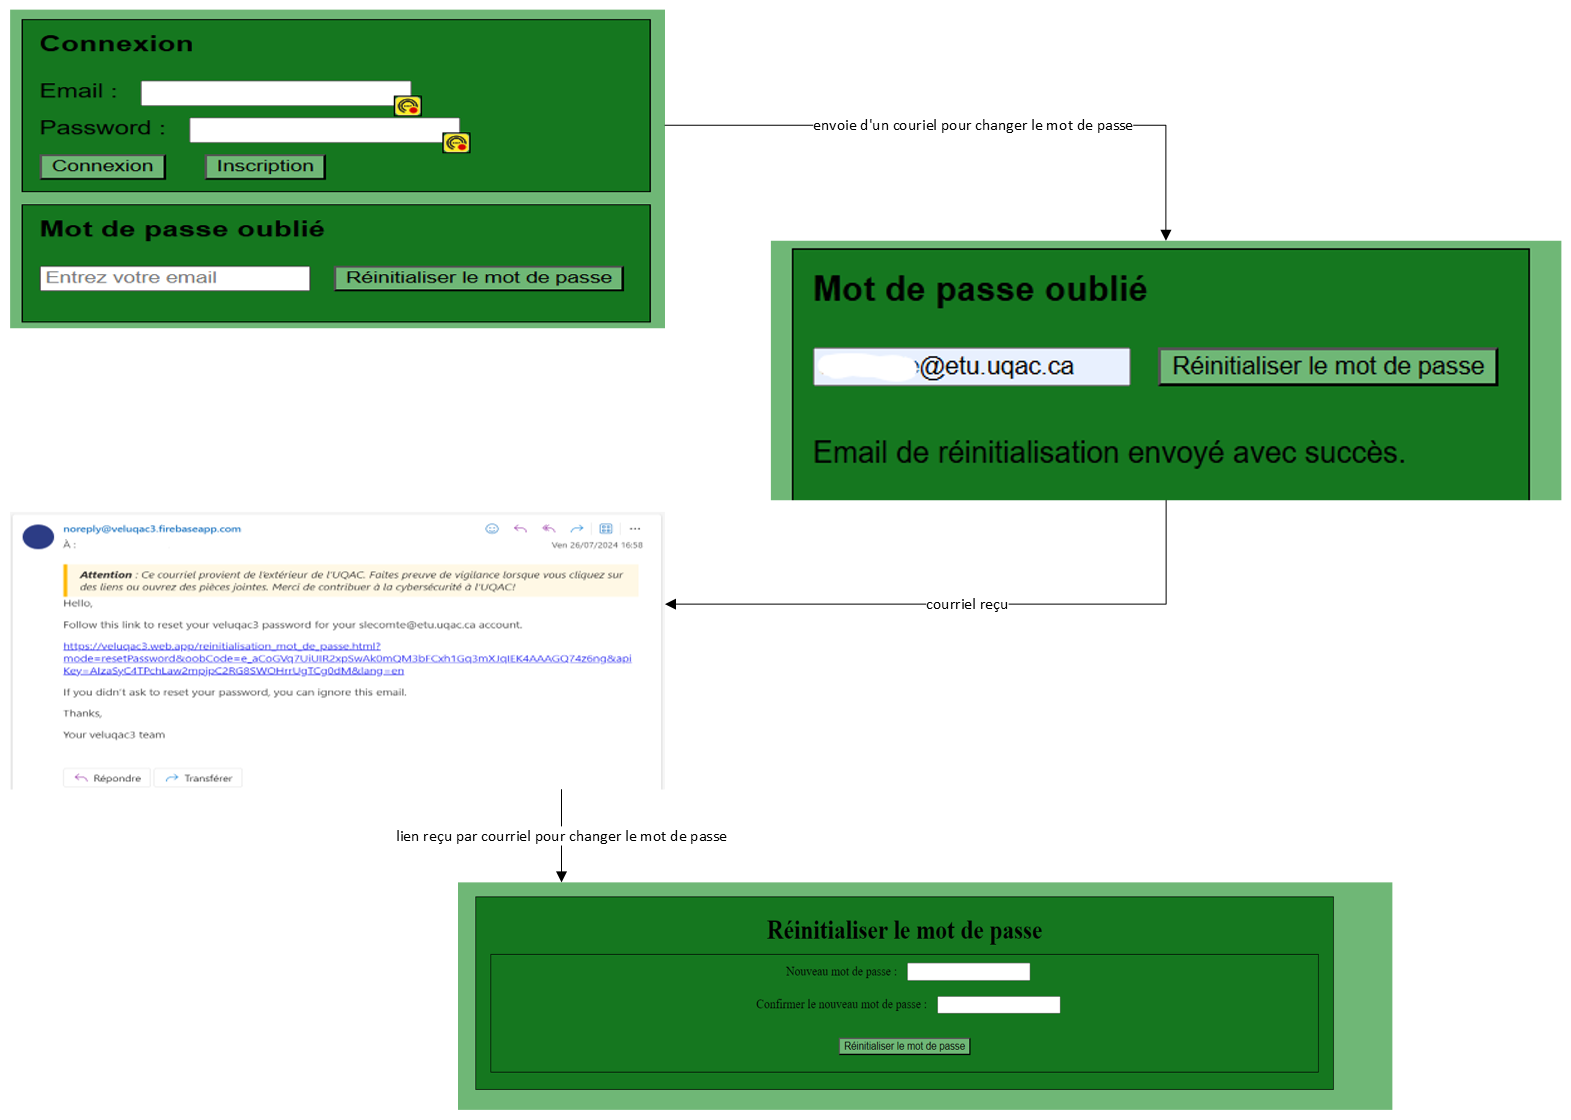 Connexion
Email :
Password :
Connexion Inscription
Mot de passe oublié
Entrez votre email Réinitialiser le mot de passe
envoie d'un couriel pour changer le mot de passe
Mot de passe oublié
e@etu.uqac.ca Réinitialiser le mot de passe
Email de réinitialisation envoyé avec succès.
courriel reçu
noreply@veluqac3.firebaseapp.com
À :
Ven 26/07/2024 16:58
Attention : Ce courriel provient de l'extérieur de l'UQAC. Faites preuve de vigilance lorsque vous cliquez sur
des liens ou ouvrez des pièces jointes. Merci de contribuer à la cybersécurité à l'UQAC!
Hello,
Follow this link to reset your veluqac3 password for your slecomte@etu.uqac.ca account.
https://veluqac3.web.app/reinitialisation_mot_de_passe.html?
If you didn't ask to reset your password, you can ignore this email.
Thanks,
Your veluqac3 team
Répondre Transférer
lien reçu par courriel pour changer le mot de passe
Réinitialiser le mot de passe
Nouveau mot de passe :
Confirmer le nouveau mot de passe :
Réinitialiser le mot de passe